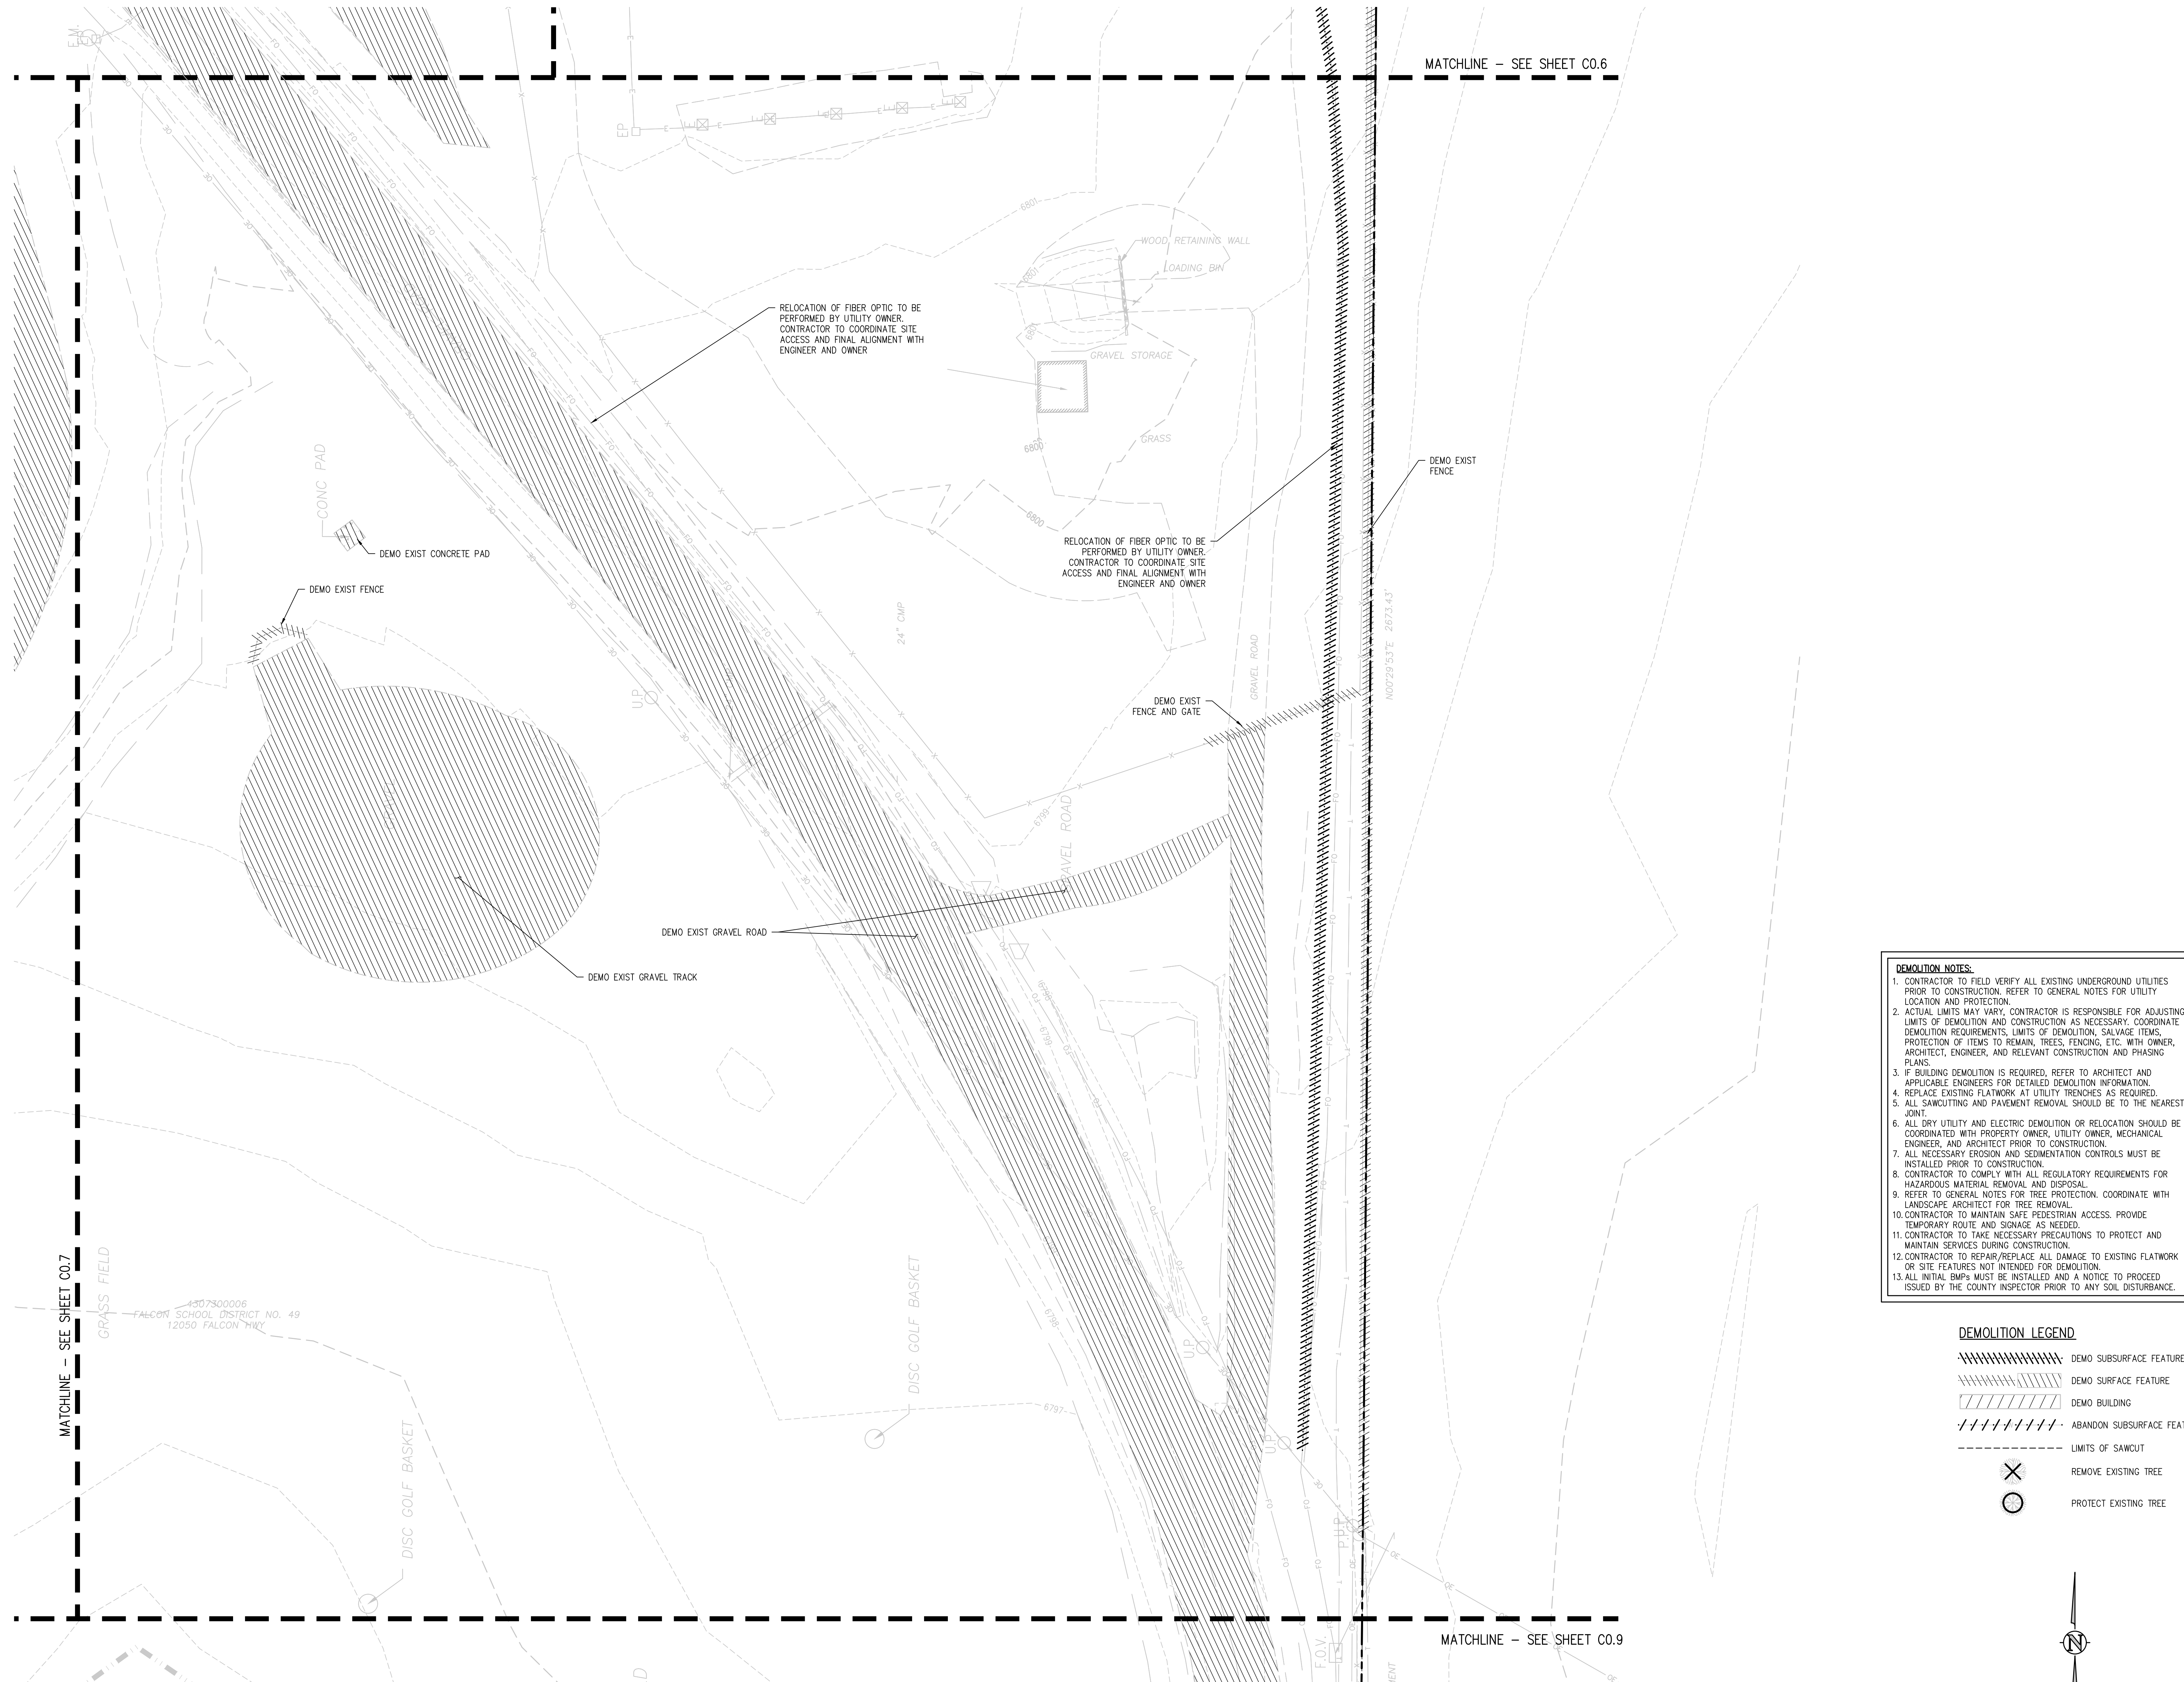 MATCHLINE – SEE SHEET C0.6
EP
WOOD RETAINING WALL
LOADING BIN
6801
6801
GRAVEL STORAGE
GRASS
6800
6800
RELOCATION OF FIBER OPTIC TO BE
PERFORMED BY UTILITY OWNER.
CONTRACTOR TO COORDINATE SITE
ACCESS AND FINAL ALIGNMENT WITH
ENGINEER AND OWNER
DEMO EXIST
FENCE
RELOCATION OF FIBER OPTIC TO BE
PERFORMED BY UTILITY OWNER.
CONTRACTOR TO COORDINATE SITE
ACCESS AND FINAL ALIGNMENT WITH
ENGINEER AND OWNER
CONC PAD
DEMO EXIST CONCRETE PAD
DEMO EXIST FENCE
24" CMP
GRAVEL ROAD
N00°29'53"E 2673.43'
U.P.
DEMO EXIST
FENCE AND GATE
GRAVEL
6799
GRAVEL ROAD
DEMO EXIST GRAVEL ROAD
DEMO EXIST GRAVEL TRACK
6798
6799
MATCHLINE – SEE SHEET C0.7
GRASS FIELD
4307300006
FALCON SCHOOL DISTRICT NO. 49
12050 FALCON HWY
DISC GOLF BASKET
DISC GOLF BASKET
6798
6797
U.P.
U.P.
F.O.V.
MATCHLINE – SEE SHEET C0.9
DEMOLITION NOTES:
1. CONTRACTOR TO FIELD VERIFY ALL EXISTING UNDERGROUND UTILITIES
PRIOR TO CONSTRUCTION. REFER TO GENERAL NOTES FOR UTILITY
LOCATION AND PROTECTION.
2. ACTUAL LIMITS MAY VARY, CONTRACTOR IS RESPONSIBLE FOR ADJUSTING
LIMITS OF DEMOLITION AND CONSTRUCTION AS NECESSARY. COORDINATE
DEMOLITION REQUIREMENTS, LIMITS OF DEMOLITION, SALVAGE ITEMS,
PROTECTION OF ITEMS TO REMAIN, TREES, FENCING, ETC. WITH OWNER,
ARCHITECT, ENGINEER, AND RELEVANT CONSTRUCTION AND PHASING
PLANS.
3. IF BUILDING DEMOLITION IS REQUIRED, REFER TO ARCHITECT AND
APPLICABLE ENGINEERS FOR DETAILED DEMOLITION INFORMATION.
4. REPLACE EXISTING FLATWORK AT UTILITY TRENCHES AS REQUIRED.
5. ALL SAWCUTTING AND PAVEMENT REMOVAL SHOULD BE TO THE NEAREST
JOINT.
6. ALL DRY UTILITY AND ELECTRIC DEMOLITION OR RELOCATION SHOULD BE
COORDINATED WITH PROPERTY OWNER, UTILITY OWNER, MECHANICAL
ENGINEER, AND ARCHITECT PRIOR TO CONSTRUCTION.
7. ALL NECESSARY EROSION AND SEDIMENTATION CONTROLS MUST BE
INSTALLED PRIOR TO CONSTRUCTION.
8. CONTRACTOR TO COMPLY WITH ALL REGULATORY REQUIREMENTS FOR
HAZARDOUS MATERIAL REMOVAL AND DISPOSAL.
9. REFER TO GENERAL NOTES FOR TREE PROTECTION. COORDINATE WITH
LANDSCAPE ARCHITECT FOR TREE REMOVAL.
10. CONTRACTOR TO MAINTAIN SAFE PEDESTRIAN ACCESS. PROVIDE
TEMPORARY ROUTE AND SIGNAGE AS NEEDED.
11. CONTRACTOR TO TAKE NECESSARY PRECAUTIONS TO PROTECT AND
MAINTAIN SERVICES DURING CONSTRUCTION.
12. CONTRACTOR TO REPAIR/REPLACE ALL DAMAGE TO EXISTING FLATWORK
OR SITE FEATURES NOT INTENDED FOR DEMOLITION.
13. ALL INITIAL BMPs MUST BE INSTALLED AND A NOTICE TO PROCEED
ISSUED BY THE COUNTY INSPECTOR PRIOR TO ANY SOIL DISTURBANCE.
DEMOLITION LEGEND
DEMO SUBSURFACE FEATURE
DEMO SURFACE FEATURE
DEMO BUILDING
ABANDON SUBSURFACE FEAT
LIMITS OF SAWCUT
REMOVE EXISTING TREE
PROTECT EXISTING TREE
N